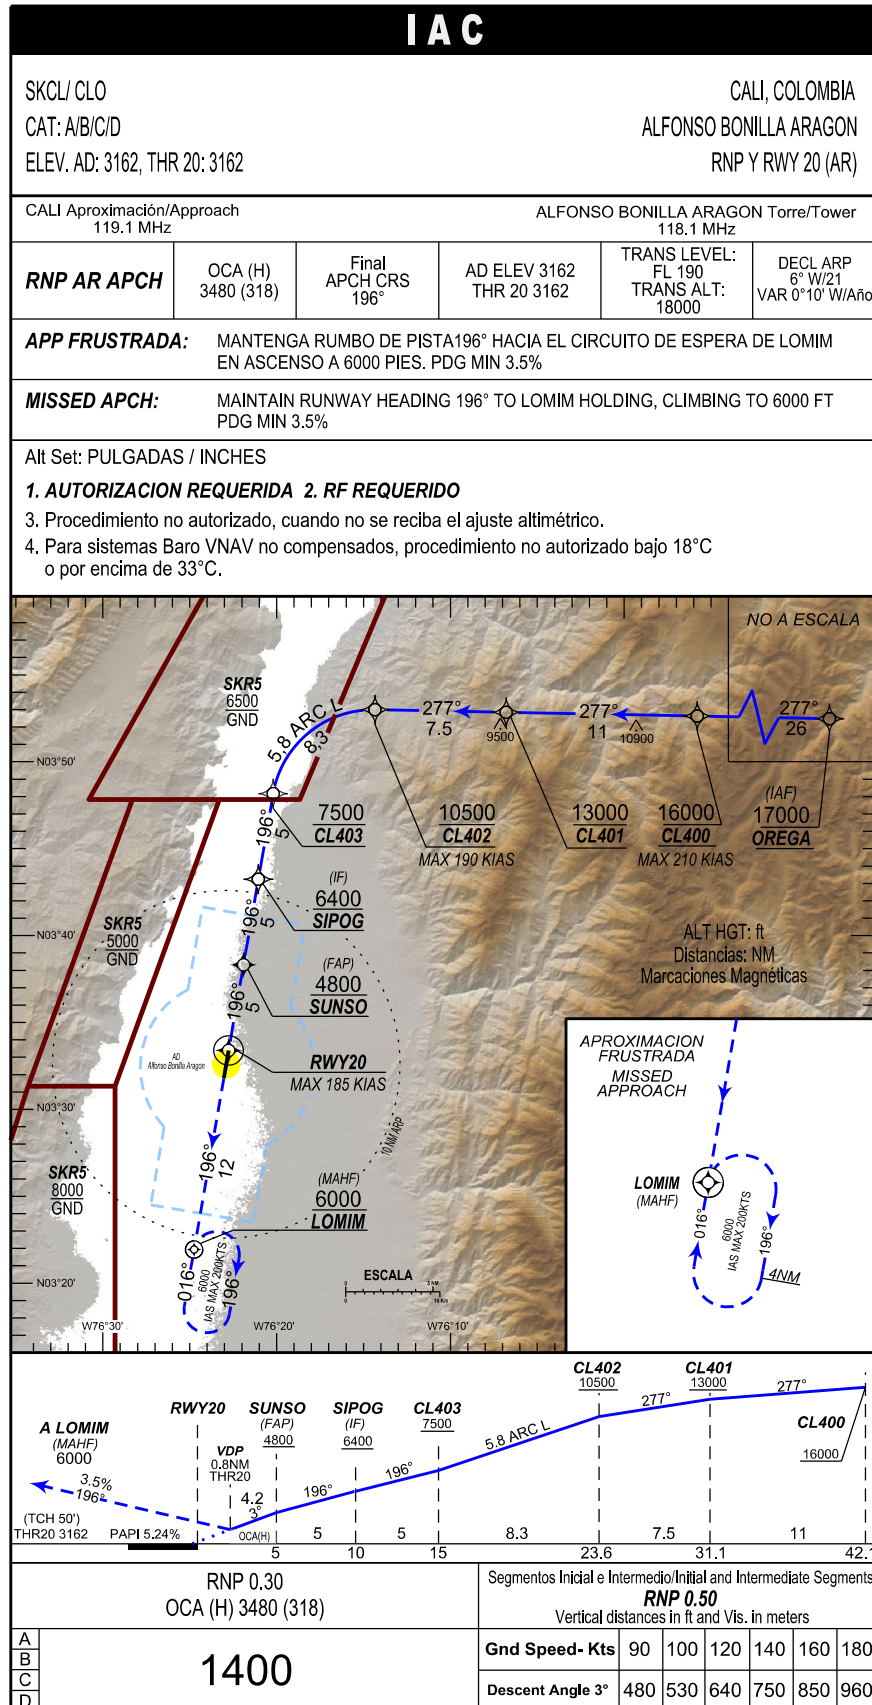 IAC
SKCL/ CLO
CALI, COLOMBIA
CAT: A/B/C/D
ALFONSO BONILLA ARAGON
ELEV. AD: 3162, THR 20: 3162
RNP Y RWY 20 (AR)
CALI Aproximación/Approach
119.1 MHz
ALFONSO BONILLA ARAGON Torre/Tower
118.1 MHz
RNP AR APCH
OCA (H)
3480 (318)
Final
APCH CRS
196°
AD ELEV 3162
THR 20 3162
TRANS LEVEL:
FL 190
TRANS ALT:
18000
DECL ARP
6° W/21
VAR 0°10' W/Año
APP FRUSTRADA:
MANTENGA RUMBO DE PISTA196° HACIA EL CIRCUITO DE ESPERA DE LOMIM
EN ASCENSO A 6000 PIES. PDG MIN 3.5%
MISSED APCH:
MAINTAIN RUNWAY HEADING 196° TO LOMIM HOLDING, CLIMBING TO 6000 FT
PDG MIN 3.5%
Alt Set: PULGADAS / INCHES
1. AUTORIZACION REQUERIDA 2. RF REQUERIDO
3. Procedimiento no autorizado, cuando no se reciba el ajuste altimétrico.
4. Para sistemas Baro VNAV no compensados, procedimiento no autorizado bajo 18°C
o por encima de 33°C.
NO A ESCALA
SKR5
6500
GND
5,8 ARC L
8,3
277°
7.5
9500
277°
11
10900
277°
26
N03°50'
7500
CL403
10500
CL402
MAX 190 KIAS
13000
CL401
16000
CL400
MAX 210 KIAS
(IAF)
17000
OREGA
196°
5
(IF)
6400
SIPOG
SKR5
5000
GND
N03°40'
196°
5
ALT HGT: ft
Distancias: NM
Marcaciones Magnéticas
(FAP)
4800
SUNSO
196°
5
AD
Alfonso Bonilla Aragon
RWY20
MAX 185 KIAS
APROXIMACION
FRUSTRADA
MISSED
APPROACH
N03°30'
10 NM ARP
196°
12
SKR5
8000
GND
(MAHF)
6000
LOMIM
LOMIM
(MAHF)
016°
6000
IAS MAX 200KTS
196°
4NM
N03°20'
016°
6000
IAS MAX 200KTS
196°
ESCALA
0
5 NM
0
10 Km
W76°30'
W76°20'
W76°10'
CL402
10500
CL401
13000
277°
277°
RWY20
SUNSO
(FAP)
4800
SIPOG
(IF)
6400
CL403
7500
CL400
16000
A LOMIM
(MAHF)
6000
VDP
0.8NM
THR20
5.8 ARC L
3.5%
196°
4.2
3°
196°
196°
(TCH 50')
THR20 3162
PAPI 5.24%
OCA(H)
5
5
8.3
7.5
11
5
10
15
23.6
31.1
42.1
RNP 0.30
OCA (H) 3480 (318)
Segmentos Inicial e Intermedio/Initial and Intermediate Segments
RNP 0.50
Vertical distances in ft and Vis. in meters
A
B
C
D
1400
Gnd Speed- Kts 90 100 120 140 160 180
Descent Angle 3° 480 530 640 750 850 960